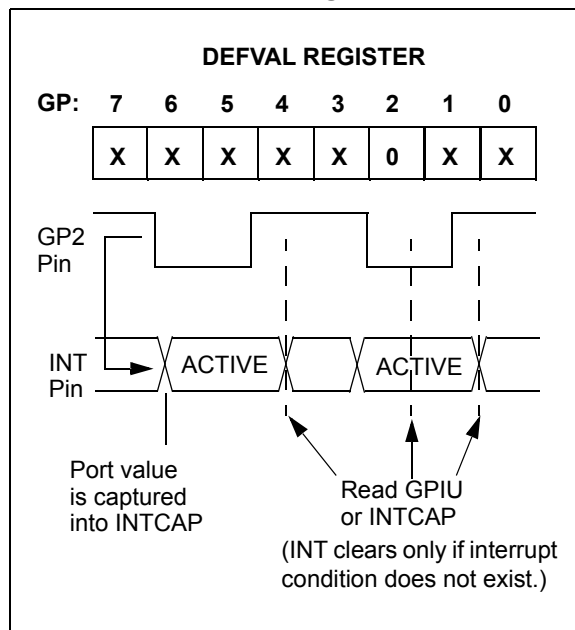 DEFVAL REGISTER
GP: 7 6 5 4 3 2 1 0
X X X X X 0 X X
GP2
Pin
INT
Pin
ACTIVE
ACTIVE
Port value
is captured
into INTCAP
Read GPIU
or INTCAP
(INT clears only if interrupt
condition does not exist.)